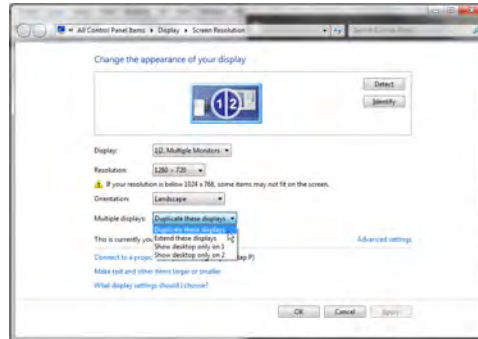 All Control Panel Items ▸ Display ▸ Screen Resolution
Change the appearance of your display
1|2
Detect
Identify
Display: 1|2. Multiple Monitors
Resolution: 1280 × 720
If your resolution is below 1024 x 768, some items may not fit on the screen.
Orientation: Landscape
Multiple displays: Duplicate these displays
Duplicate these displays
This is currently you
Extend these displays
Advanced settings
Show desktop only on 1
Connect to a projec
Show desktop only on 2
tap P)
Make text and other items larger or smaller
What display settings should I choose?
OK Cancel Apply